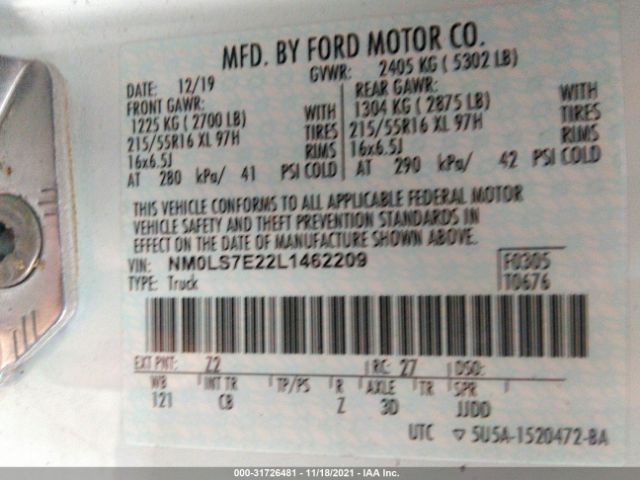 MFD. BY FORD MOTOR CO.
DATE: 12/19 GVWR: 2405 KG ( 5302 LB)
FRONT GAWR: REAR GAWR:
1225 KG ( 2700 LB) WITH 1304 KG ( 2875 LB) WITH
215/55R16 XL 97H TIRES 215/55R16 XL 97H TIRES
16x6.5J RIMS 16x6.5J RIMS
AT 280 kPa/ 41 PSI COLD AT 290 kPa/ 42 PSI COLD
THIS VEHICLE CONFORMS TO ALL APPLICABLE FEDERAL MOTOR
VEHICLE SAFETY AND THEFT PREVENTION STANDARDS IN
EFFECT ON THE DATE OF MANUFACTURE SHOWN ABOVE.
VIN: NM0LS7E22L1462209 F0305
TYPE: Truck T0676
EXT PNT: Z2 RC: 27 DSO:
WB INT TR TP/PS R AXLE TR SPR
121 CB Z 3D JJDD
UTC ▽ 5U5A-1520472-BA
000-31726481 - 11/18/2021 - IAA Inc.